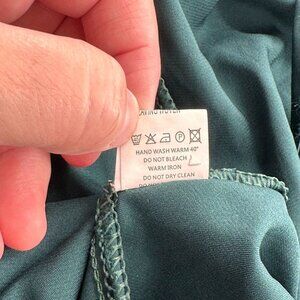 HAND WASH WARM 40°
DO NOT BLEACH
WARM IRON
DO NOT DRY CLEAN